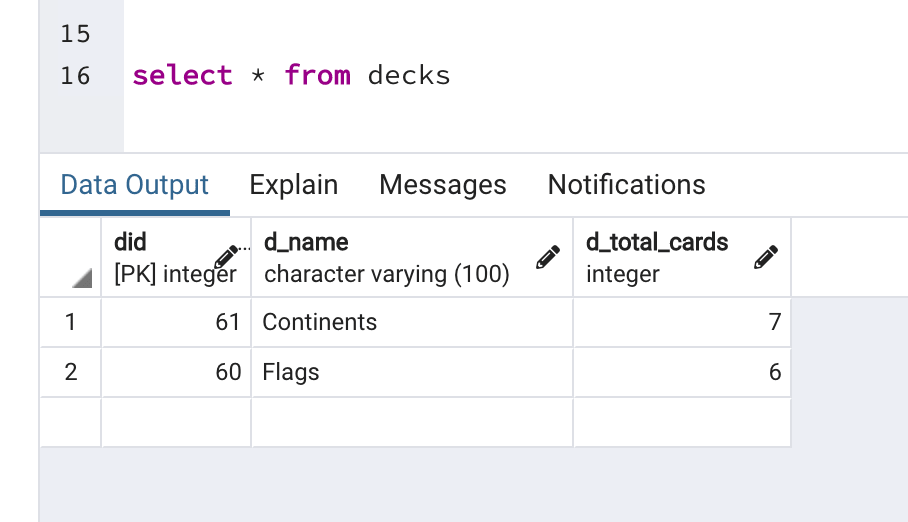 15
16 select * from decks
Data Output Explain Messages Notifications
did ... d_name d_total_cards
[PK] integer character varying (100) integer
1 61 Continents 7
2 60 Flags 6